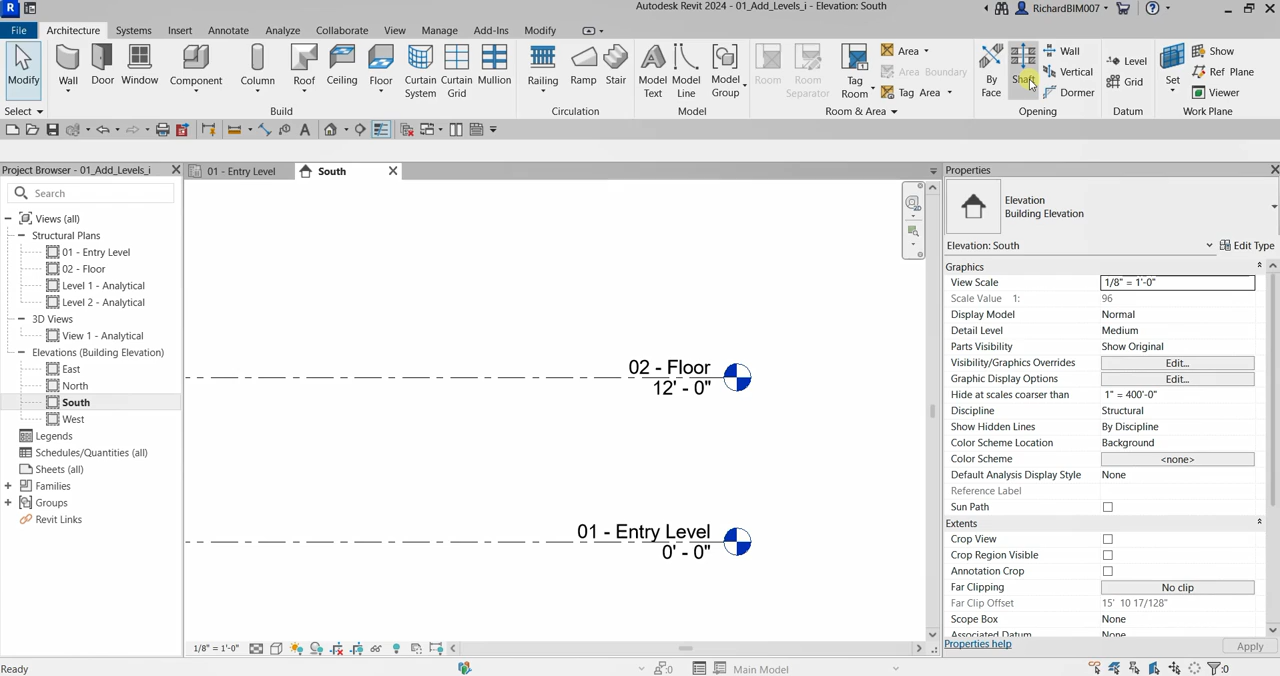 Autodesk Revit 2024 - 01_Add_Levels_i - Elevation: South
RichardBIM007
File Architecture Systems Insert Annotate Analyze Collaborate View Manage Add-Ins Modify
Modify Wall Door Window Component Column Roof Ceiling Floor Curtain System Curtain Grid Mullion Railing Ramp Stair Model Text Model Line Model Group Room Room Separator Tag Room
Area
Area Boundary
Tag Area
By Face Shaft
Wall
Vertical
Dormer
Level
Grid
Set
Show
Ref Plane
Viewer
Select Build Circulation Model Room & Area Opening Datum Work Plane
Project Browser - 01_Add_Levels_i
Search
Views (all)
Structural Plans
01 - Entry Level
02 - Floor
Level 1 - Analytical
Level 2 - Analytical
3D Views
View 1 - Analytical
Elevations (Building Elevation)
East
North
South
West
Legends
Schedules/Quantities (all)
Sheets (all)
Families
Groups
Revit Links
01 - Entry Level South
02 - Floor
12' - 0"
01 - Entry Level
0' - 0"
1/8" = 1'-0"
Properties
Elevation
Building Elevation
Elevation: South Edit Type
Graphics
View Scale 1/8" = 1'-0"
Scale Value 1: 96
Display Model Normal
Detail Level Medium
Parts Visibility Show Original
Visibility/Graphics Overrides Edit...
Graphic Display Options Edit...
Hide at scales coarser than 1" = 400'-0"
Discipline Structural
Show Hidden Lines By Discipline
Color Scheme Location Background
Color Scheme <none>
Default Analysis Display Style None
Reference Label
Sun Path
Extents
Crop View
Crop Region Visible
Annotation Crop
Far Clipping No clip
Far Clip Offset 15' 10 17/128"
Scope Box None
Associated Datum None
Properties help Apply
Ready :0 Main Model :0